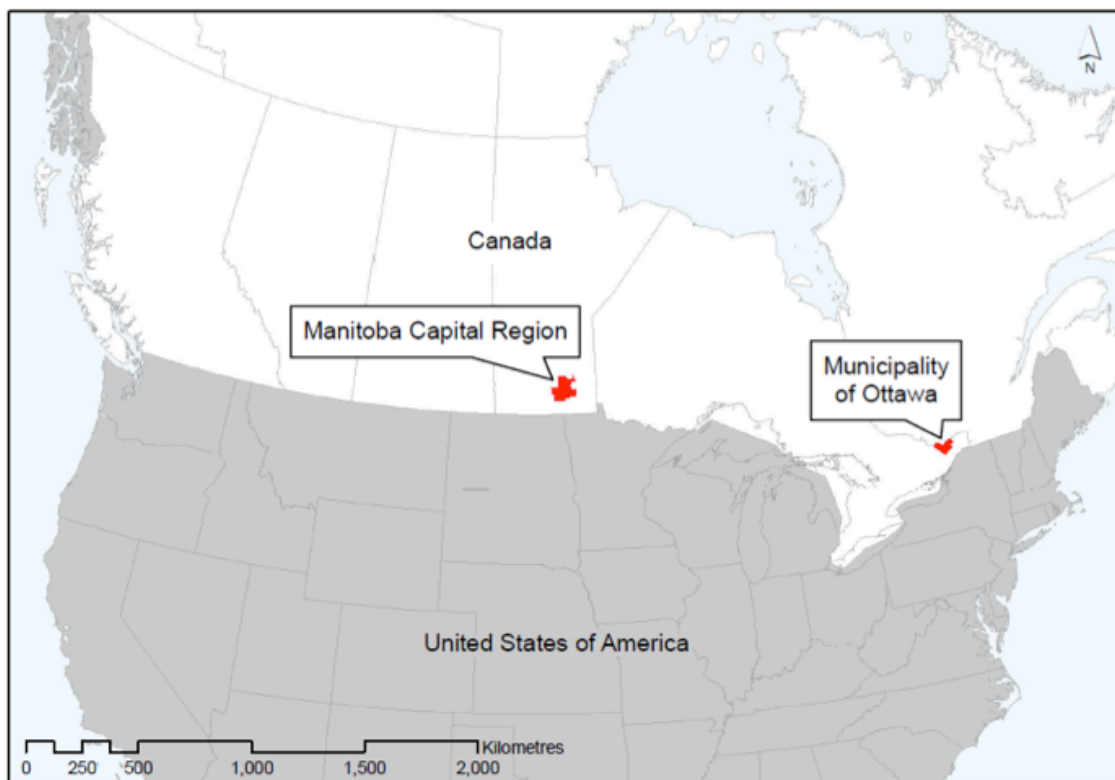 N
Canada
Manitoba Capital Region
Municipality
of Ottawa
United States of America
Kilometres
0 250 500 1,000 1,500 2,000